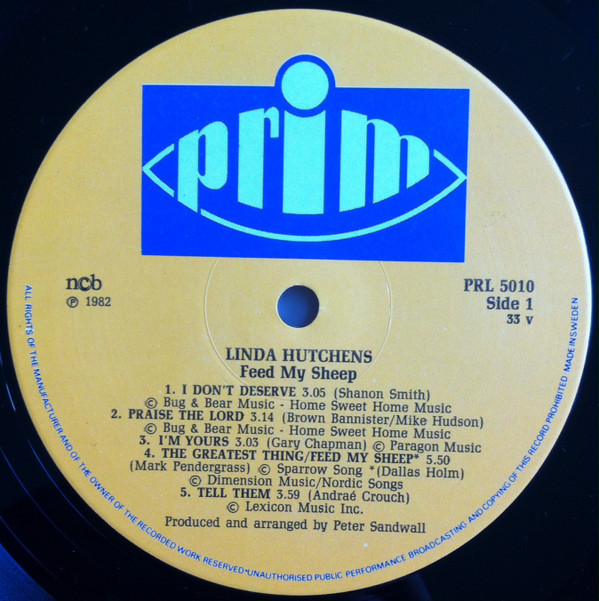 prim
ncb
℗ 1982
PRL 5010
Side 1
33 v
LINDA HUTCHENS
Feed My Sheep
1. I DON'T DESERVE 3.05 (Shanon Smith)
© Bug & Bear Music - Home Sweet Home Music
2. PRAISE THE LORD 3.14 (Brown Bannister/Mike Hudson)
© Bug & Bear Music - Home Sweet Home Music
3. I'M YOURS 3.03 (Gary Chapman) © Paragon Music
4. THE GREATEST THING/FEED MY SHEEP* 5.50
(Mark Pendergrass) © Sparrow Song *(Dallas Holm)
© Dimension Music/Nordic Songs
5. TELL THEM 3.59 (Andraé Crouch)
© Lexicon Music Inc.
Produced and arranged by Peter Sandwall
ALL RIGHTS OF THE MANUFACTURER AND OF THE OWNER OF THE RECORDED WORK RESERVED•UNAUTHORISED PUBLIC PERFORMANCE BROADCASTING AND COPYING OF THIS RECORD PROHIBITED MADE IN SWEDEN